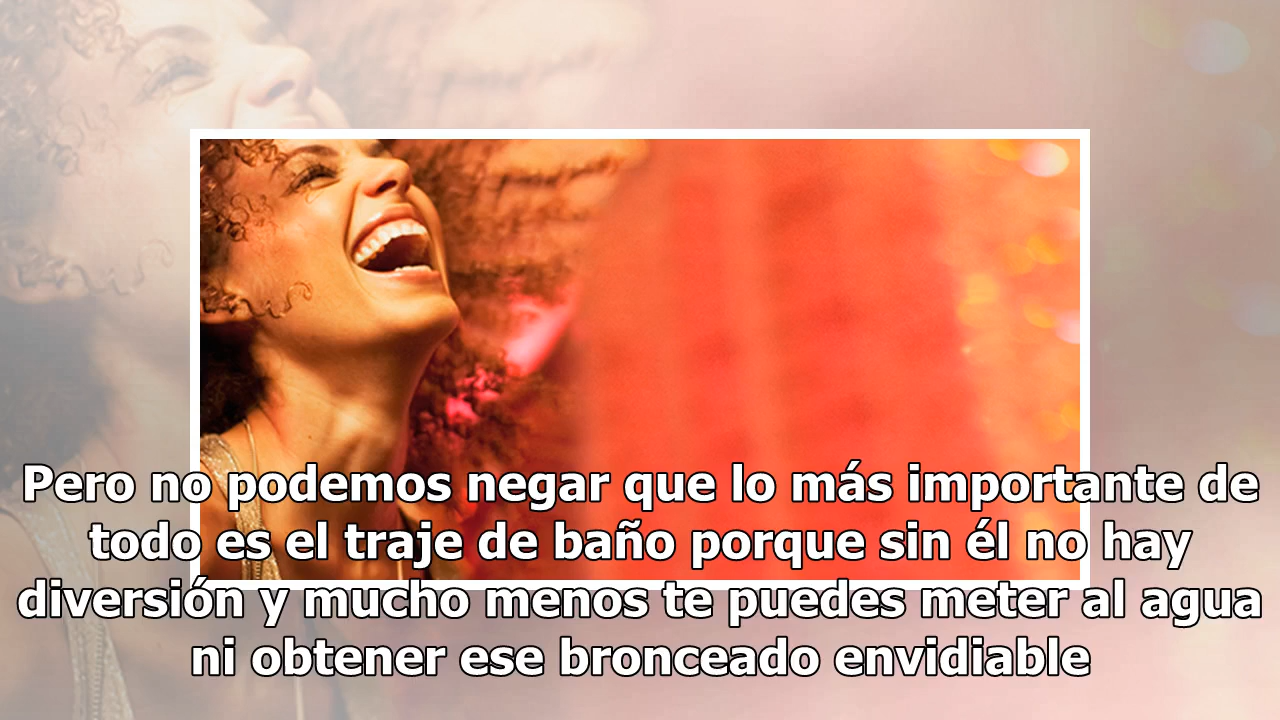 Pero no podemos negar que lo más importante de
todo es el traje de baño porque sin él no hay
diversión y mucho menos te puedes meter al agua
ni obtener ese bronceado envidiable